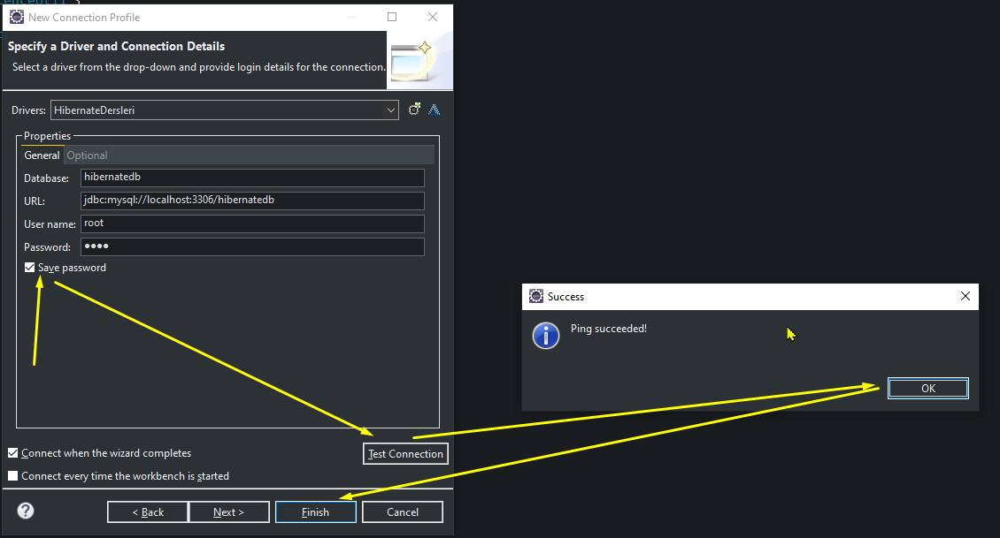 New Connection Profile
Specify a Driver and Connection Details
Select a driver from the drop-down and provide login details for the connection.
Drivers: HibernateDersleri
Properties
General Optional
Database: hibernatedb
URL: jdbc:mysql://localhost:3306/hibernatedb
User name: root
Password: ●●●●
Save password
Connect when the wizard completes
Test Connection
Connect every time the workbench is started
< Back Next > Finish Cancel
Success
Ping succeeded!
OK